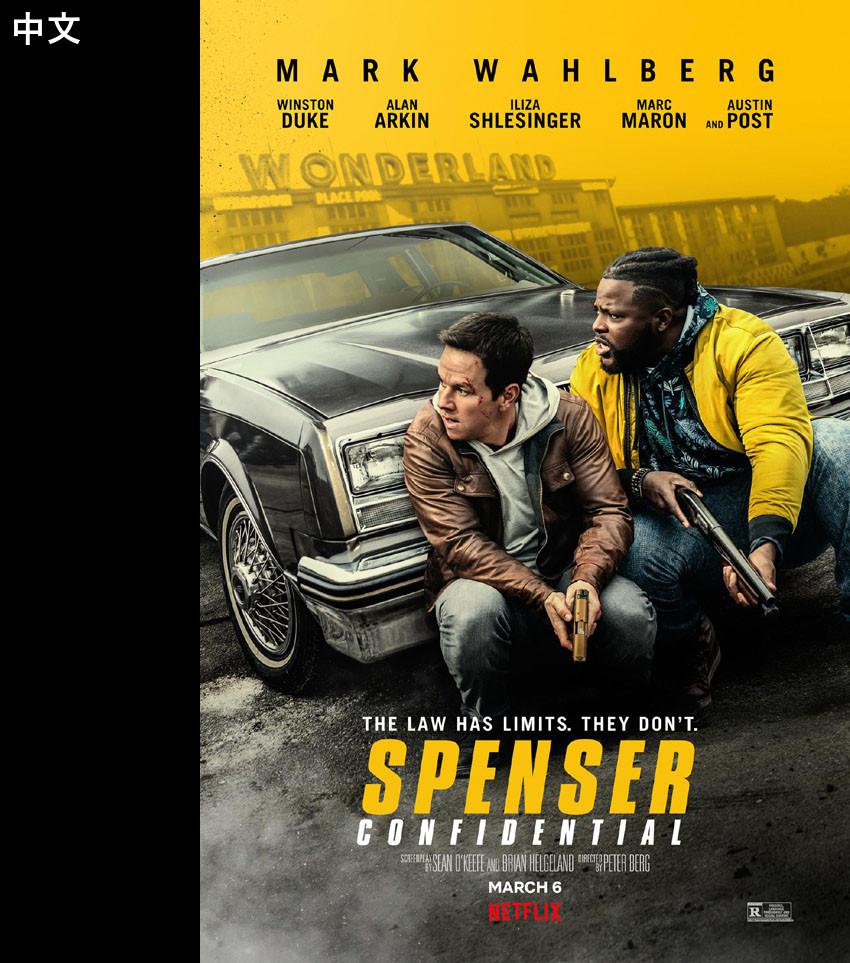 中文
MARK WAHLBERG
WINSTON DUKE
ALAN ARKIN
ILIZA SHLESINGER
MARC MARON
AND AUSTIN POST
WONDERLAND
THE LAW HAS LIMITS. THEY DON'T.
SPENSER
CONFIDENTIAL
SCREENPLAY BY SEAN O'KEEFE AND BRIAN HELGELAND DIRECTED BY PETER BERG
MARCH 6
NETFLIX
R